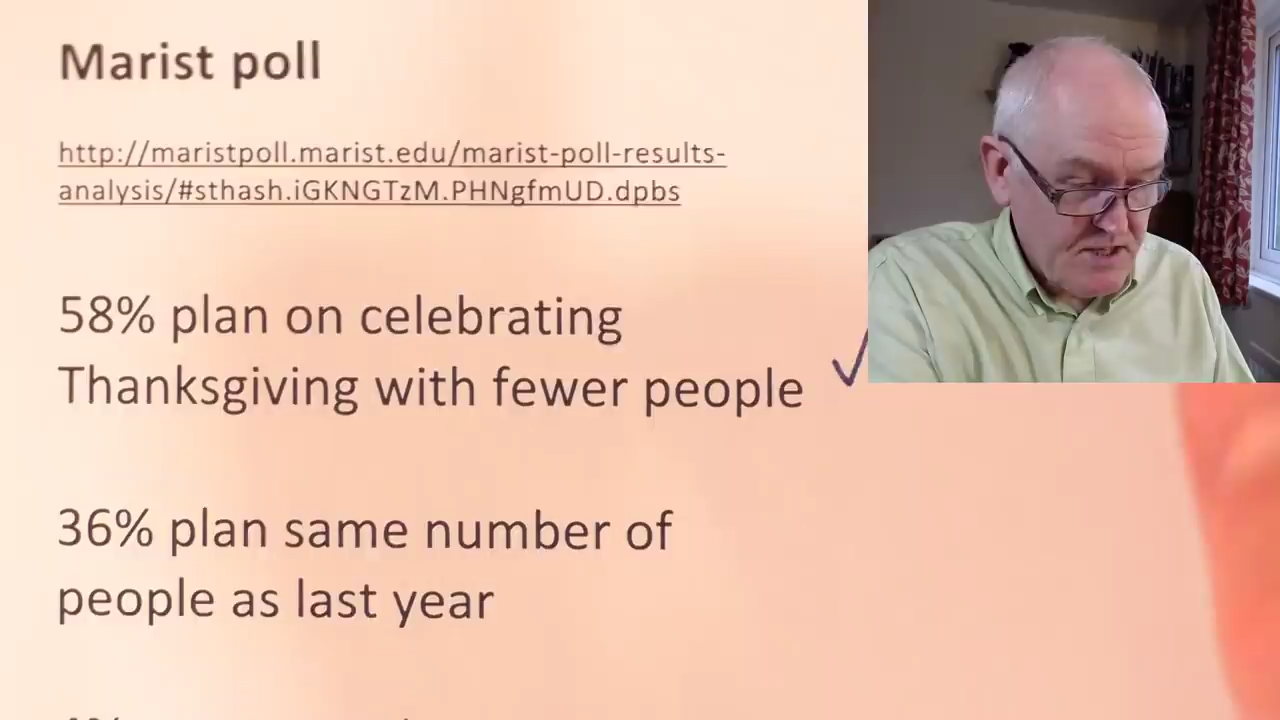 Marist poll
http://maristpoll.marist.edu/marist-poll-results-
analysis/#sthash.iGKNGTzM.PHNgfmUD.dpbs
58% plan on celebrating
Thanksgiving with fewer people
36% plan same number of
people as last year